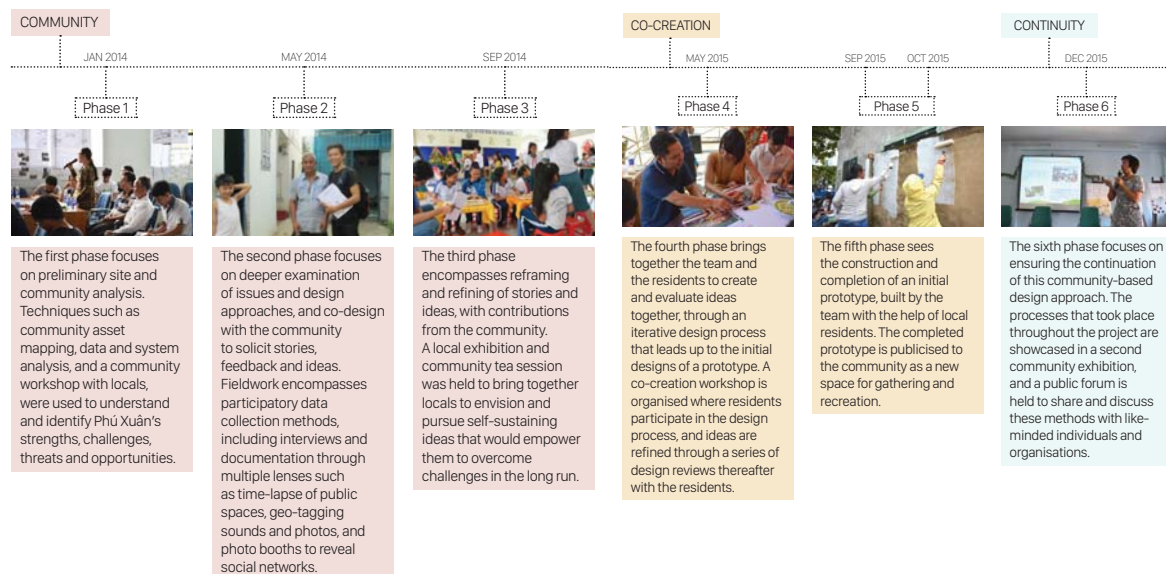 COMMUNITY
CO-CREATION
CONTINUITY
JAN 2014
MAY 2014
SEP 2014
MAY 2015
SEP 2015
OCT 2015
DEC 2015
Phase 1
Phase 2
Phase 3
Phase 4
Phase 5
Phase 6
The first phase focuses
on preliminary site and
community analysis.
Techniques such as
community asset
mapping, data and system
analysis, and a community
workshop with locals,
were used to understand
and identify Phú Xuân's
strengths, challenges,
threats and opportunities.
The second phase focuses
on deeper examination
of issues and design
approaches, and co-design
with the community
to solicit stories,
feedback and ideas.
Fieldwork encompasses
participatory data
collection methods,
including interviews and
documentation through
multiple lenses such
as time-lapse of public
spaces, geo-tagging
sounds and photos, and
photo booths to reveal
social networks.
The third phase
encompasses reframing
and refining of stories and
ideas, with contributions
from the community.
A local exhibition and
community tea session
was held to bring together
locals to envision and
pursue self-sustaining
ideas that would empower
them to overcome
challenges in the long run.
The fourth phase brings
together the team and
the residents to create
and evaluate ideas
together, through an
iterative design process
that leads up to the initial
designs of a prototype. A
co-creation workshop is
organised where residents
participate in the design
process, and ideas are
refined through a series of
design reviews thereafter
with the residents.
The fifth phase sees
the construction and
completion of an initial
prototype, built by the
team with the help of local
residents. The completed
prototype is publicised to
the community as a new
space for gathering and
recreation.
The sixth phase focuses on
ensuring the continuation
of this community-based
design approach. The
processes that took place
throughout the project are
showcased in a second
community exhibition,
and a public forum is
held to share and discuss
these methods with like-
minded individuals and
organisations.